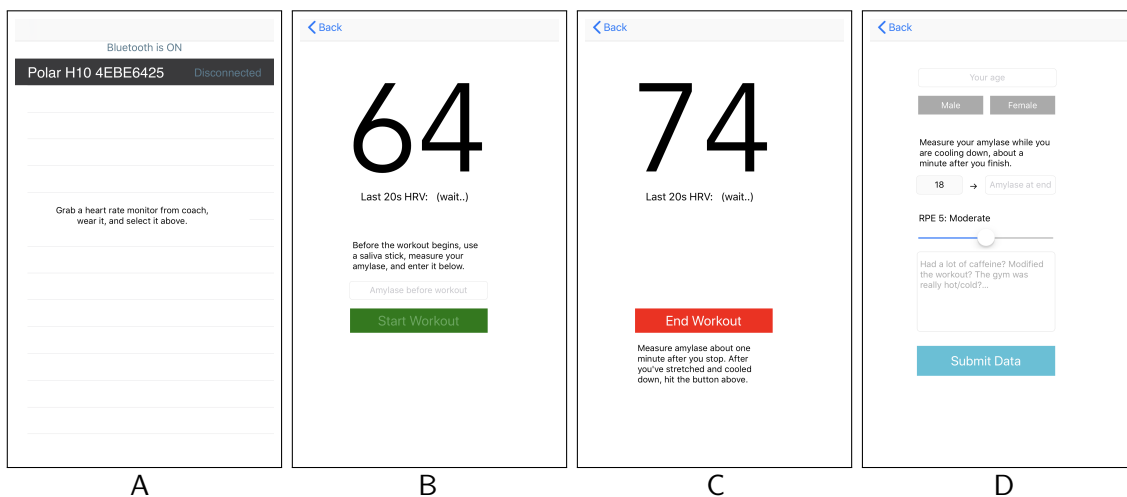 Bluetooth is ON
Polar H10 4EBE6425 Disconnected
Grab a heart rate monitor from coach,
wear it, and select it above.
A
Back
64
Last 20s HRV: (wait..)
Before the workout begins, use
a saliva stick, measure your
amylase, and enter it below.
Amylase before workout
Start Workout
B
Back
74
Last 20s HRV: (wait..)
End Workout
Measure amylase about one
minute after you stop. After
you've stretched and cooled
down, hit the button above.
C
Back
Your age
Male Female
Measure your amylase while you
are cooling down, about a
minute after you finish.
18 → Amylase at end
RPE 5: Moderate
Had a lot of caffeine? Modified
the workout? The gym was
really hot/cold?...
Submit Data
D